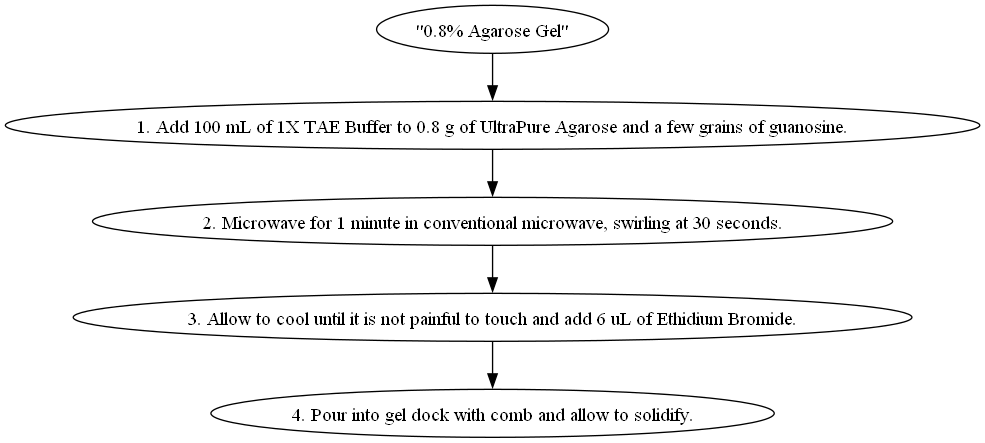 "0.8% Agarose Gel"
1. Add 100 mL of 1X TAE Buffer to 0.8 g of UltraPure Agarose and a few grains of guanosine.
2. Microwave for 1 minute in conventional microwave, swirling at 30 seconds.
3. Allow to cool until it is not painful to touch and add 6 uL of Ethidium Bromide.
4. Pour into gel dock with comb and allow to solidify.